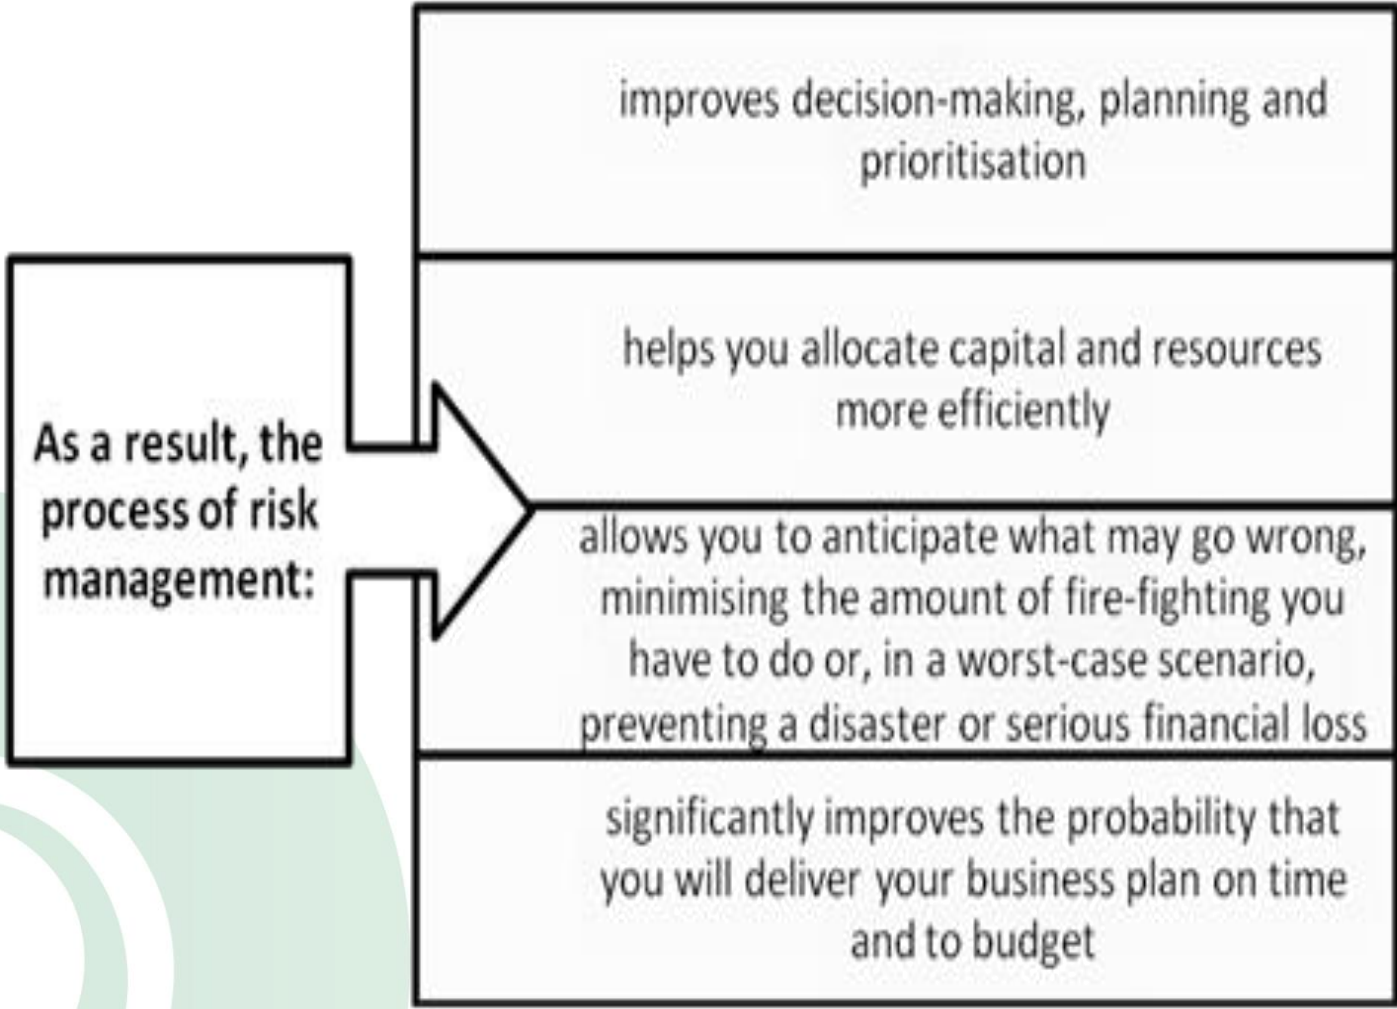 As a result, the
process of risk
management:
improves decision-making, planning and
prioritisation
helps you allocate capital and resources
more efficiently
allows you to anticipate what may go wrong,
minimising the amount of fire-fighting you
have to do or, in a worst-case scenario,
preventing a disaster or serious financial loss
significantly improves the probability that
you will deliver your business plan on time
and to budget